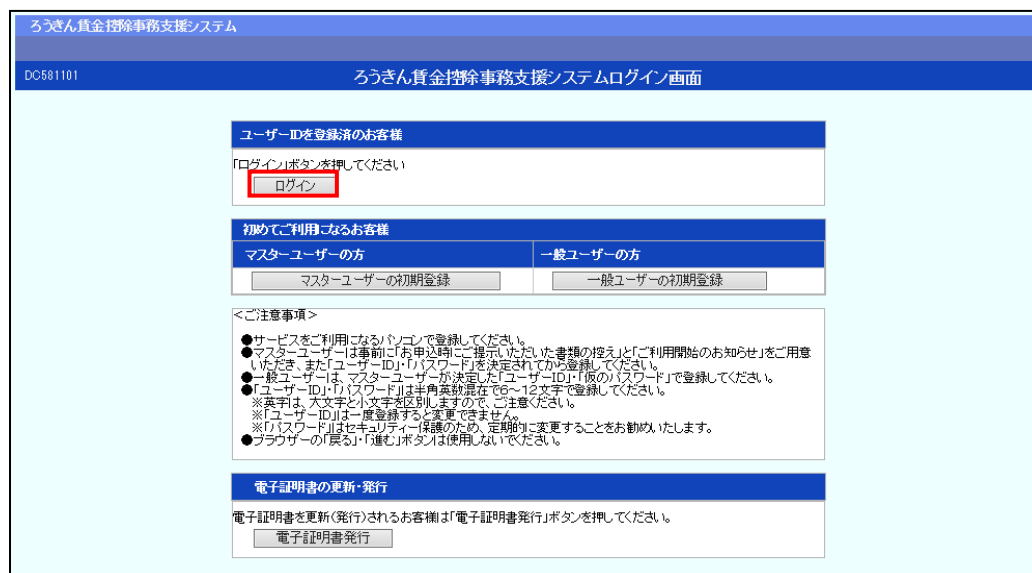 ろうきん賃金控除事務支援システム
DC581101
ろうきん賃金控除事務支援システムログイン画面
ユーザーIDを登録済のお客様
「ログイン」ボタンを押してください
ログイン
初めてご利用になるお客様
マスターユーザーの方
一般ユーザーの方
マスターユーザーの初期登録
一般ユーザーの初期登録
<ご注意事項>
●サービスをご利用になるパソコンで登録してください。
●マスターユーザーは事前に「お申込時にご提示いただいた書類の控え」と「ご利用開始のお知らせ」をご用意
いただき、また「ユーザーID」・「パスワード」を決定されてから登録してください。
●一般ユーザーは、マスターユーザーが決定した「ユーザーID」・「仮のパスワード」で登録してください。
●「ユーザーID」・「パスワード」は半角英数混在で6~12文字で登録してください。
※英字は、大文字と小文字を区別しますので、ご注意ください。
※「ユーザーID」は一度登録すると変更できません。
※「パスワード」はセキュリティー保護のため、定期的に変更することをお勧めいたします。
●ブラウザーの「戻る」・「進む」ボタンは使用しないでください。
電子証明書の更新・発行
電子証明書を更新(発行)されるお客様は「電子証明書発行」ボタンを押してください。
電子証明書発行